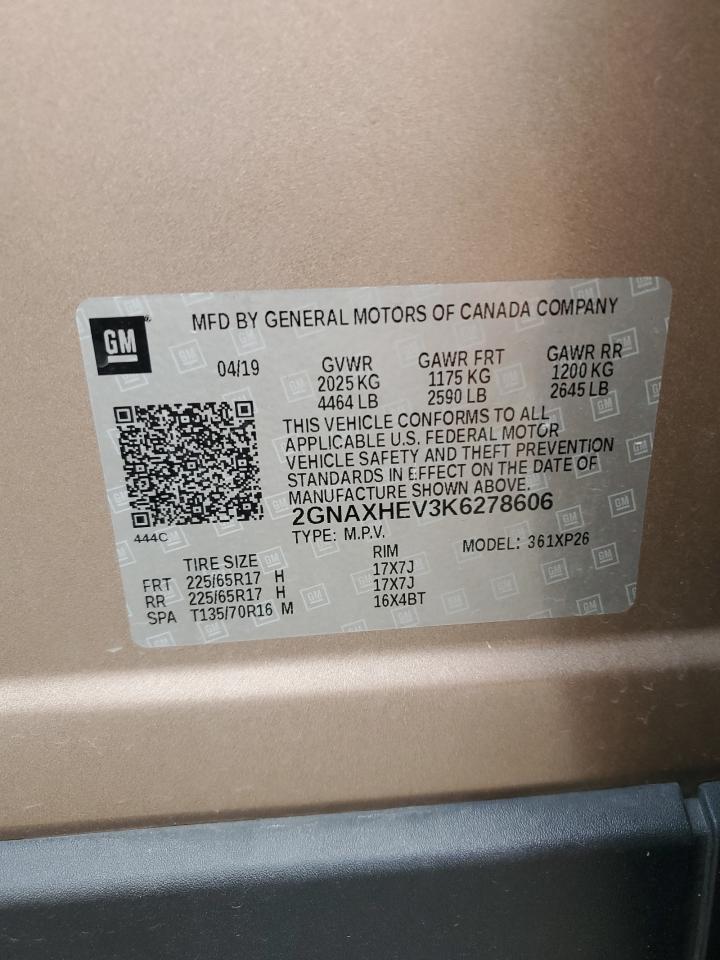 GM
MFD BY GENERAL MOTORS OF CANADA COMPANY
04/19 GVWR GAWR FRT GAWR RR
2025 KG 1175 KG 1200 KG
4464 LB 2590 LB 2645 LB
THIS VEHICLE CONFORMS TO ALL
APPLICABLE U.S. FEDERAL MOTOR
VEHICLE SAFETY AND THEFT PREVENTION
STANDARDS IN EFFECT ON THE DATE OF
MANUFACTURE SHOWN ABOVE.
2GNAXHEV3K6278606
444C
TYPE: M.P.V. MODEL: 361XP26
TIRE SIZE RIM
FRT 225/65R17 H 17X7J
RR 225/65R17 H 17X7J
SPA T135/70R16 M 16X4BT